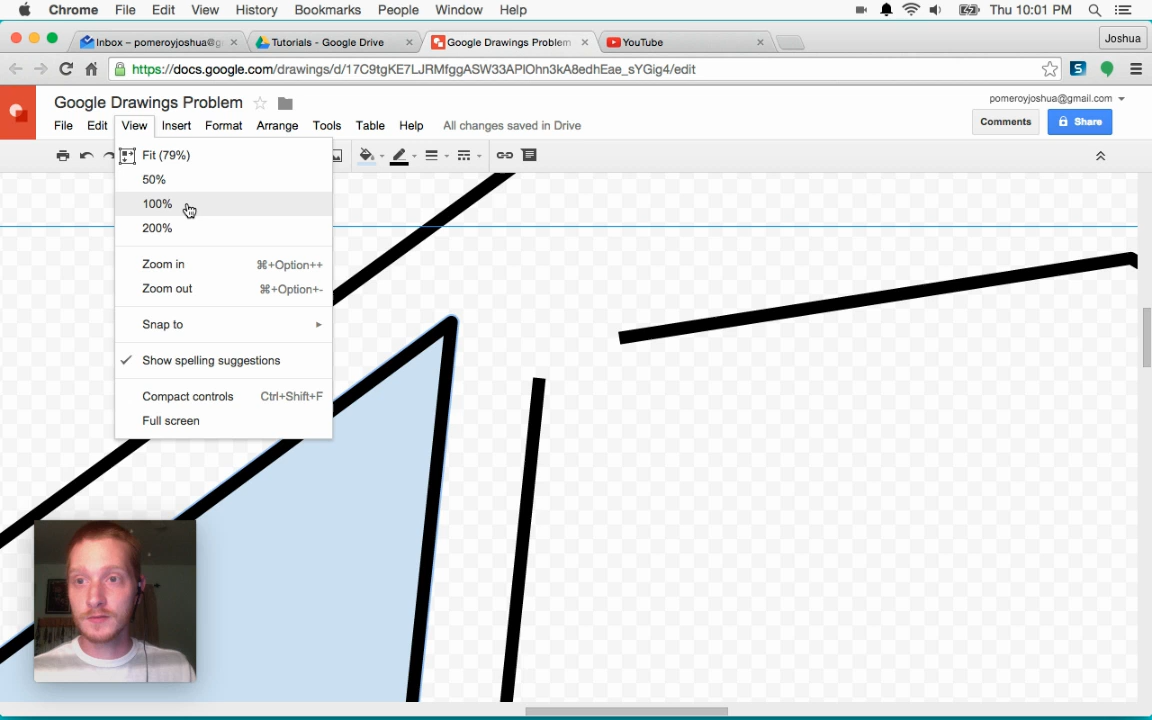 Chrome File Edit View History Bookmarks People Window Help Thu 10:01 PM
Inbox – pomeroyjoshua@g Tutorials - Google Drive Google Drawings Problem YouTube Joshua
https://docs.google.com/drawings/d/17C9tgKE7LJRMfggASW33APlOhn3kA8edhEae_sYGig4/edit
Google Drawings Problem pomeroyjoshua@gmail.com
File Edit View Insert Format Arrange Tools Table Help All changes saved in Drive Comments Share
Fit (79%)
50%
100%
200%
Zoom in ⌘+Option++
Zoom out ⌘+Option+-
Snap to
Show spelling suggestions
Compact controls Ctrl+Shift+F
Full screen